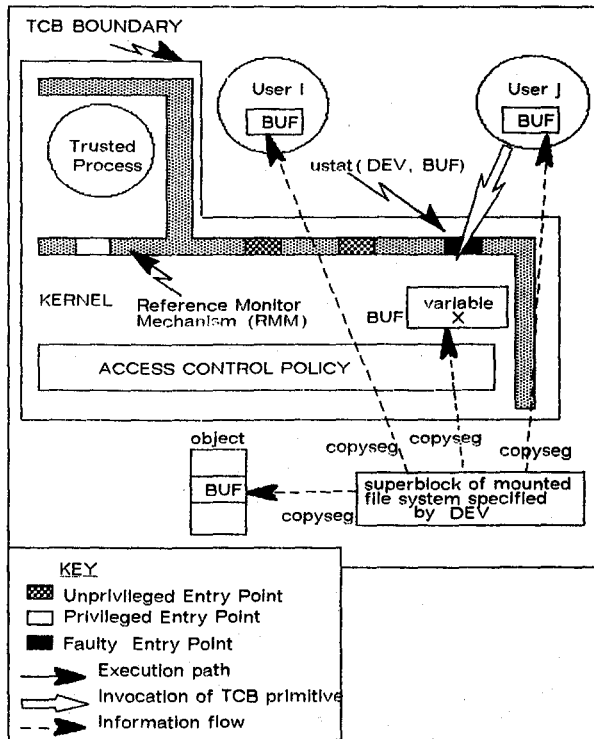 TCB BOUNDARY
User i
BUF
User j
BUF
Trusted
Process
ustat(DEV, BUF)
KERNEL
Reference Monitor
Mechanism (RMM)
BUF
variable
X
ACCESS CONTROL POLICY
object
BUF
copyseg
copyseg
copyseg
copyseg
superblock of mounted
file system specified
by DEV
KEY
Unprivileged Entry Point
Privileged Entry Point
Faulty Entry Point
Execution path
Invocation of TCB primitive
Information flow